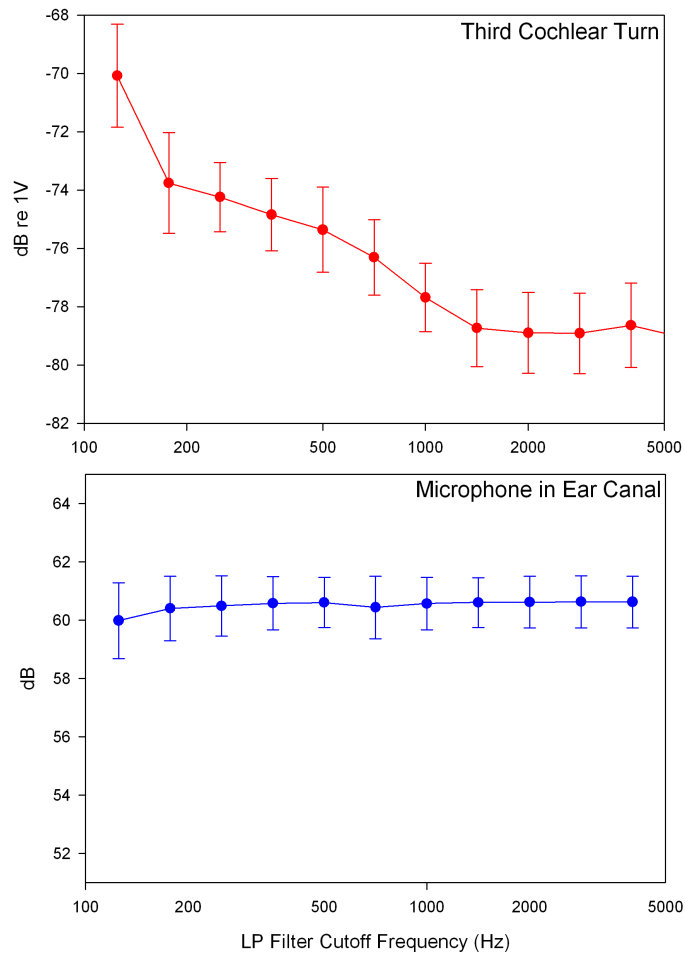 Third Cochlear Turn
dB re 1V
-68
-70
-72
-74
-76
-78
-80
-82
100 200 500 1000 2000 5000
Microphone in Ear Canal
dB
64
62
60
58
56
54
52
100 200 500 1000 2000 5000
LP Filter Cutoff Frequency (Hz)